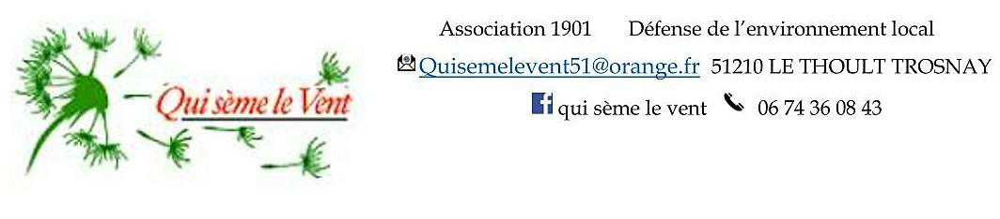 Qui sème le Vent
Association 1901 Défense de l’environnement local
Quisemelevent51@orange.fr 51210 LE THOULT TROSNAY
qui sème le vent 06 74 36 08 43